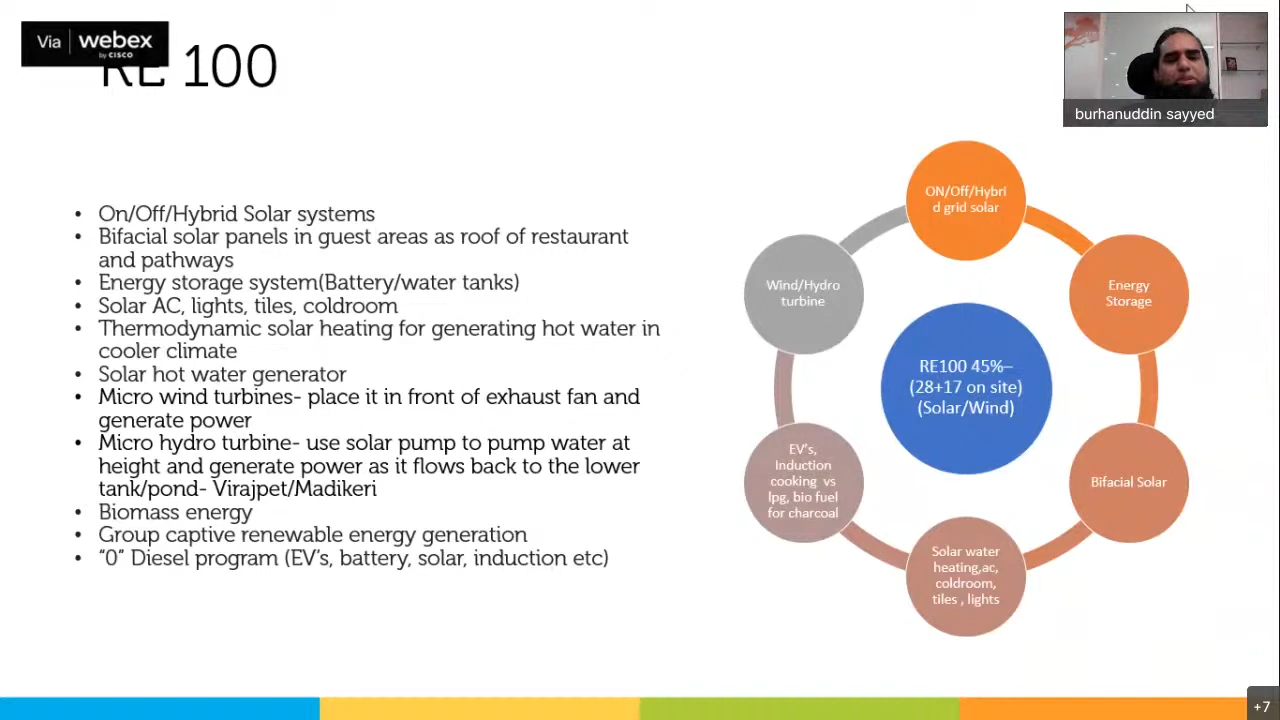 Via webex
by CISCO
RE 100
burhanuddin sayyed
• On/Off/Hybrid Solar systems
• Bifacial solar panels in guest areas as roof of restaurant
and pathways
• Energy storage system(Battery/water tanks)
• Solar AC, lights, tiles, coldroom
• Thermodynamic solar heating for generating hot water in
cooler climate
• Solar hot water generator
• Micro wind turbines- place it in front of exhaust fan and
generate power
• Micro hydro turbine- use solar pump to pump water at
height and generate power as it flows back to the lower
tank/pond- Virajpet/Madikeri
• Biomass energy
• Group captive renewable energy generation
• “0” Diesel program (EV’s, battery, solar, induction etc)
ON/Off/Hybri
d grid solar
Energy
Storage
Bifacial Solar
Solar water
heating,ac,
coldroom,
tiles , lights
EV's,
Induction
cooking vs
lpg, bio fuel
for charcoal
Wind/Hydro
turbine
RE100 45%–
(28+17 on site)
(Solar/Wind)
+7